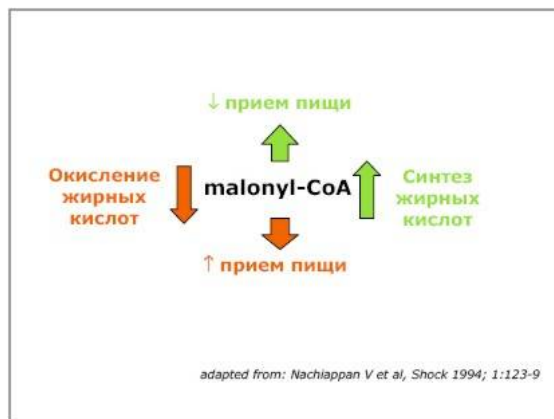 ↓ прием пищи
Окисление
жирных
кислот
malonyl-CoA
Синтез
жирных
кислот
↑ прием пищи
adapted from: Nachiappan V et al, Shock 1994; 1:123-9